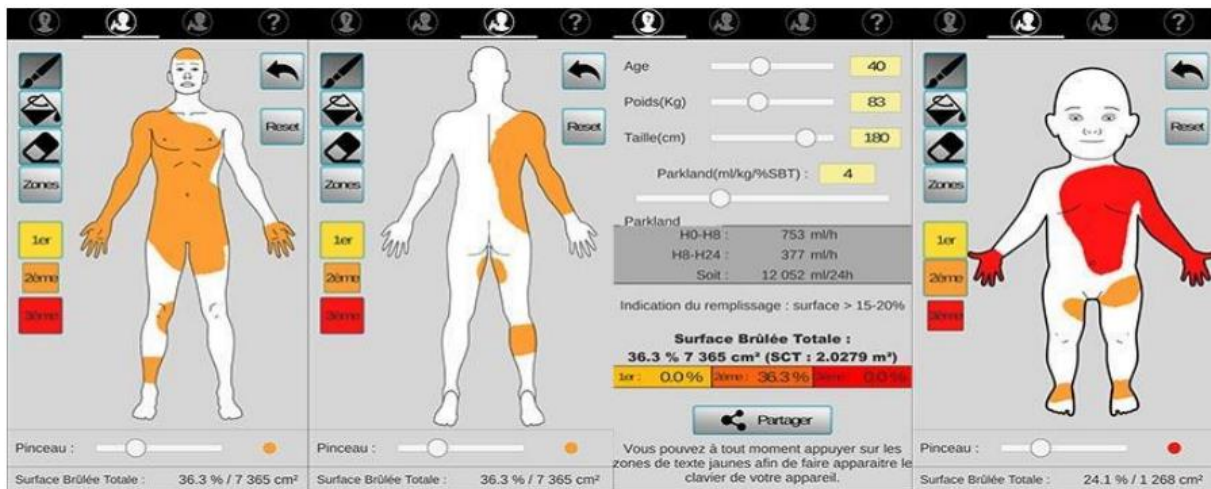 ?
Reset
Zones
1er
2ème
3ème
Pinceau :
Surface Brûlée Totale : 36.3 % / 7 365 cm²
Reset
Zones
1er
2ème
3ème
Pinceau :
Surface Brûlée Totale : 36.3 % / 7 365 cm²
?
Age 40
Poids(Kg) 83
Taille(cm) 180
Parkland(ml/kg/%SBT) : 4
Parkland
H0-H8 : 753 ml/h
H8-H24 : 377 ml/h
Soit : 12 052 ml/24h
Indication du remplissage : surface > 15-20%
Surface Brûlée Totale :
36.3 % 7 365 cm² (SCT : 2.0279 m²)
1er : 0.0 % 2ème : 36.3 % 3ème : 0.0 %
Partager
Vous pouvez à tout moment appuyer sur les
zones de texte jaunes afin de faire apparaitre le
clavier de votre appareil.
?
Reset
Zones
1er
2ème
3ème
Pinceau :
Surface Brûlée Totale : 24.1 % / 1 268 cm²